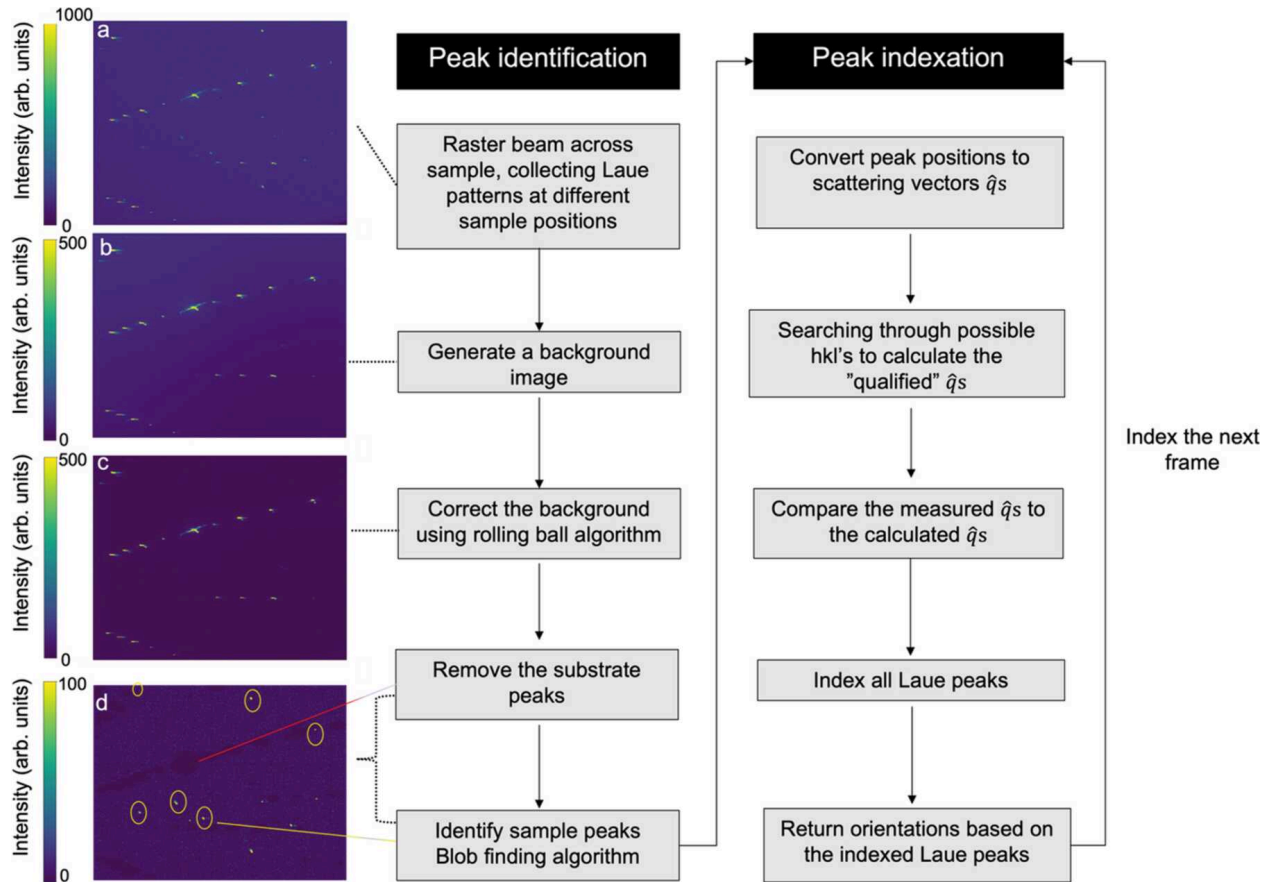 1000
a
Intensity (arb. units)
0
500
b
Intensity (arb. units)
0
500
c
Intensity (arb. units)
0
100
d
Intensity (arb. units)
0
Peak identification
Raster beam across
sample, collecting Laue
patterns at different
sample positions
Generate a background
image
Correct the background
using rolling ball algorithm
Remove the substrate
peaks
Identify sample peaks
Blob finding algorithm
Peak indexation
Convert peak positions to
scattering vectors q̂s
Searching through possible
hkl's to calculate the
”qualified” q̂s
Compare the measured q̂s to
the calculated q̂s
Index all Laue peaks
Return orientations based on
the indexed Laue peaks
Index the next
frame